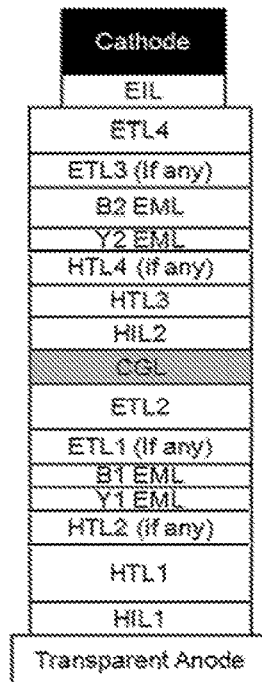 Cathode
EIL
ETL4
ETL3 (If any)
B2 EML
Y2 EML
HTL4 (if any)
HTL3
HIL2
CGL
ETL2
ETL1 (If any)
B1 EML
Y1 EML
HTL2 (if any)
HTL1
HIL1
Transparent Anode